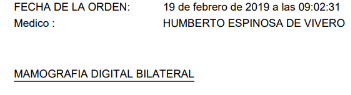 FECHA DE LA ORDEN: 19 de febrero de 2019 a las 09:02:31
Medico : HUMBERTO ESPINOSA DE VIVERO
MAMOGRAFIA DIGITAL BILATERAL